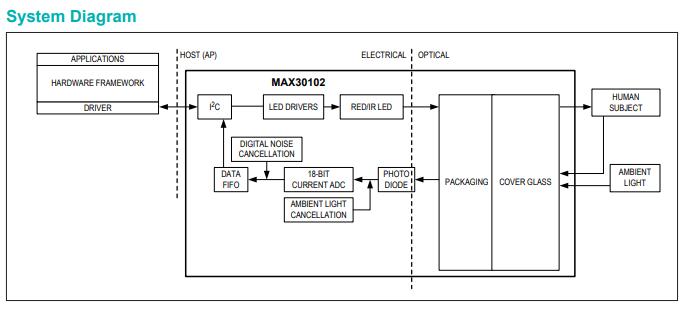 System Diagram
HOST (AP)
ELECTRICAL
OPTICAL
APPLICATIONS
HARDWARE FRAMEWORK
DRIVER
MAX30102
I²C
LED DRIVERS
RED/IR LED
HUMAN
SUBJECT
DIGITAL NOISE
CANCELLATION
DATA
FIFO
18-BIT
CURRENT ADC
PHOTO
DIODE
PACKAGING
COVER GLASS
AMBIENT
LIGHT
AMBIENT LIGHT
CANCELLATION